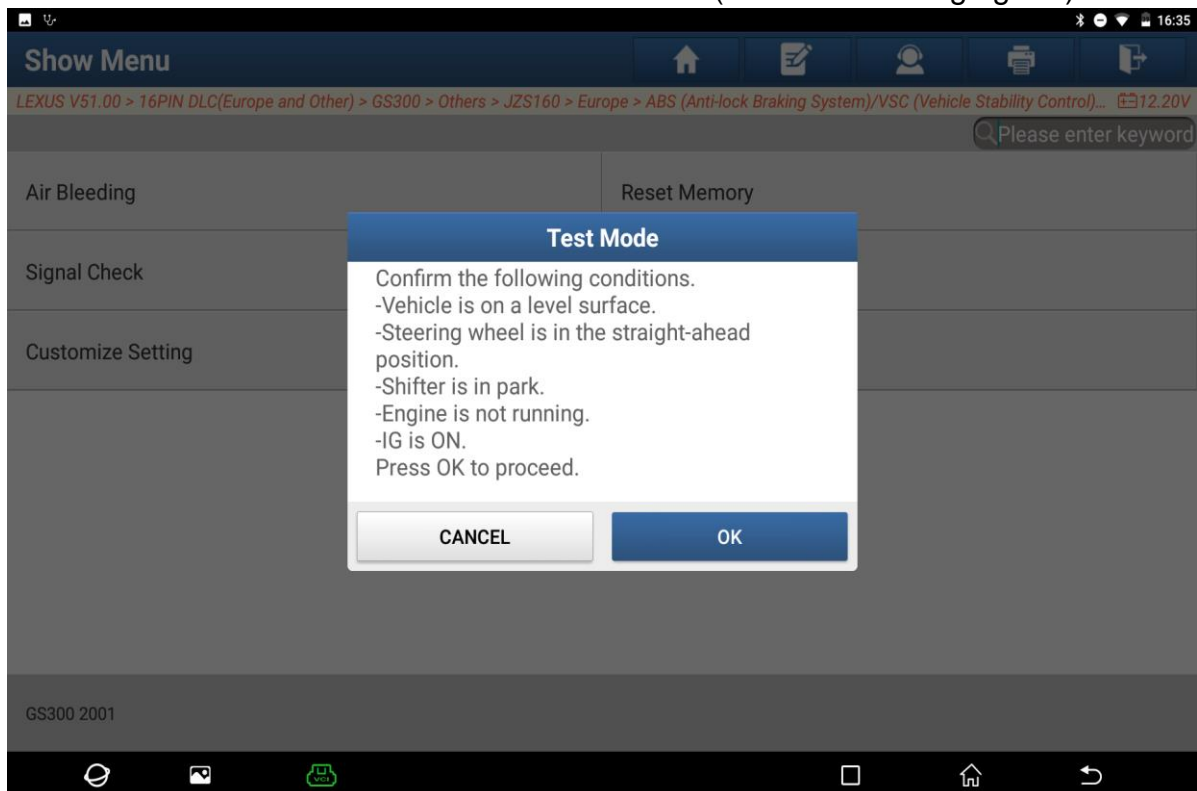 16:35
Show Menu
LEXUS V51.00 > 16PIN DLC(Europe and Other) > GS300 > Others > JZS160 > Europe > ABS (Anti-lock Braking System)/VSC (Vehicle Stability Control)... 12.20V
Please enter keyword
Air Bleeding
Reset Memory
Test Mode
Signal Check
Confirm the following conditions.
-Vehicle is on a level surface.
-Steering wheel is in the straight-ahead
position.
-Shifter is in park.
-Engine is not running.
-IG is ON.
Press OK to proceed.
Customize Setting
CANCEL
OK
GS300 2001
VCI